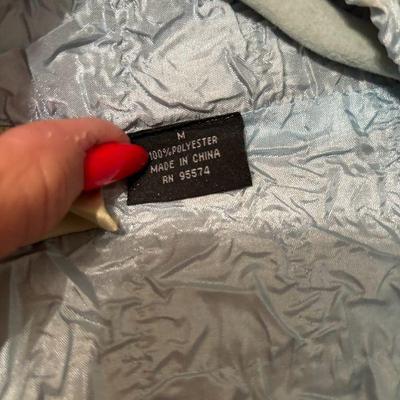 M
100% POLYESTER
MADE IN CHINA
RN 95574